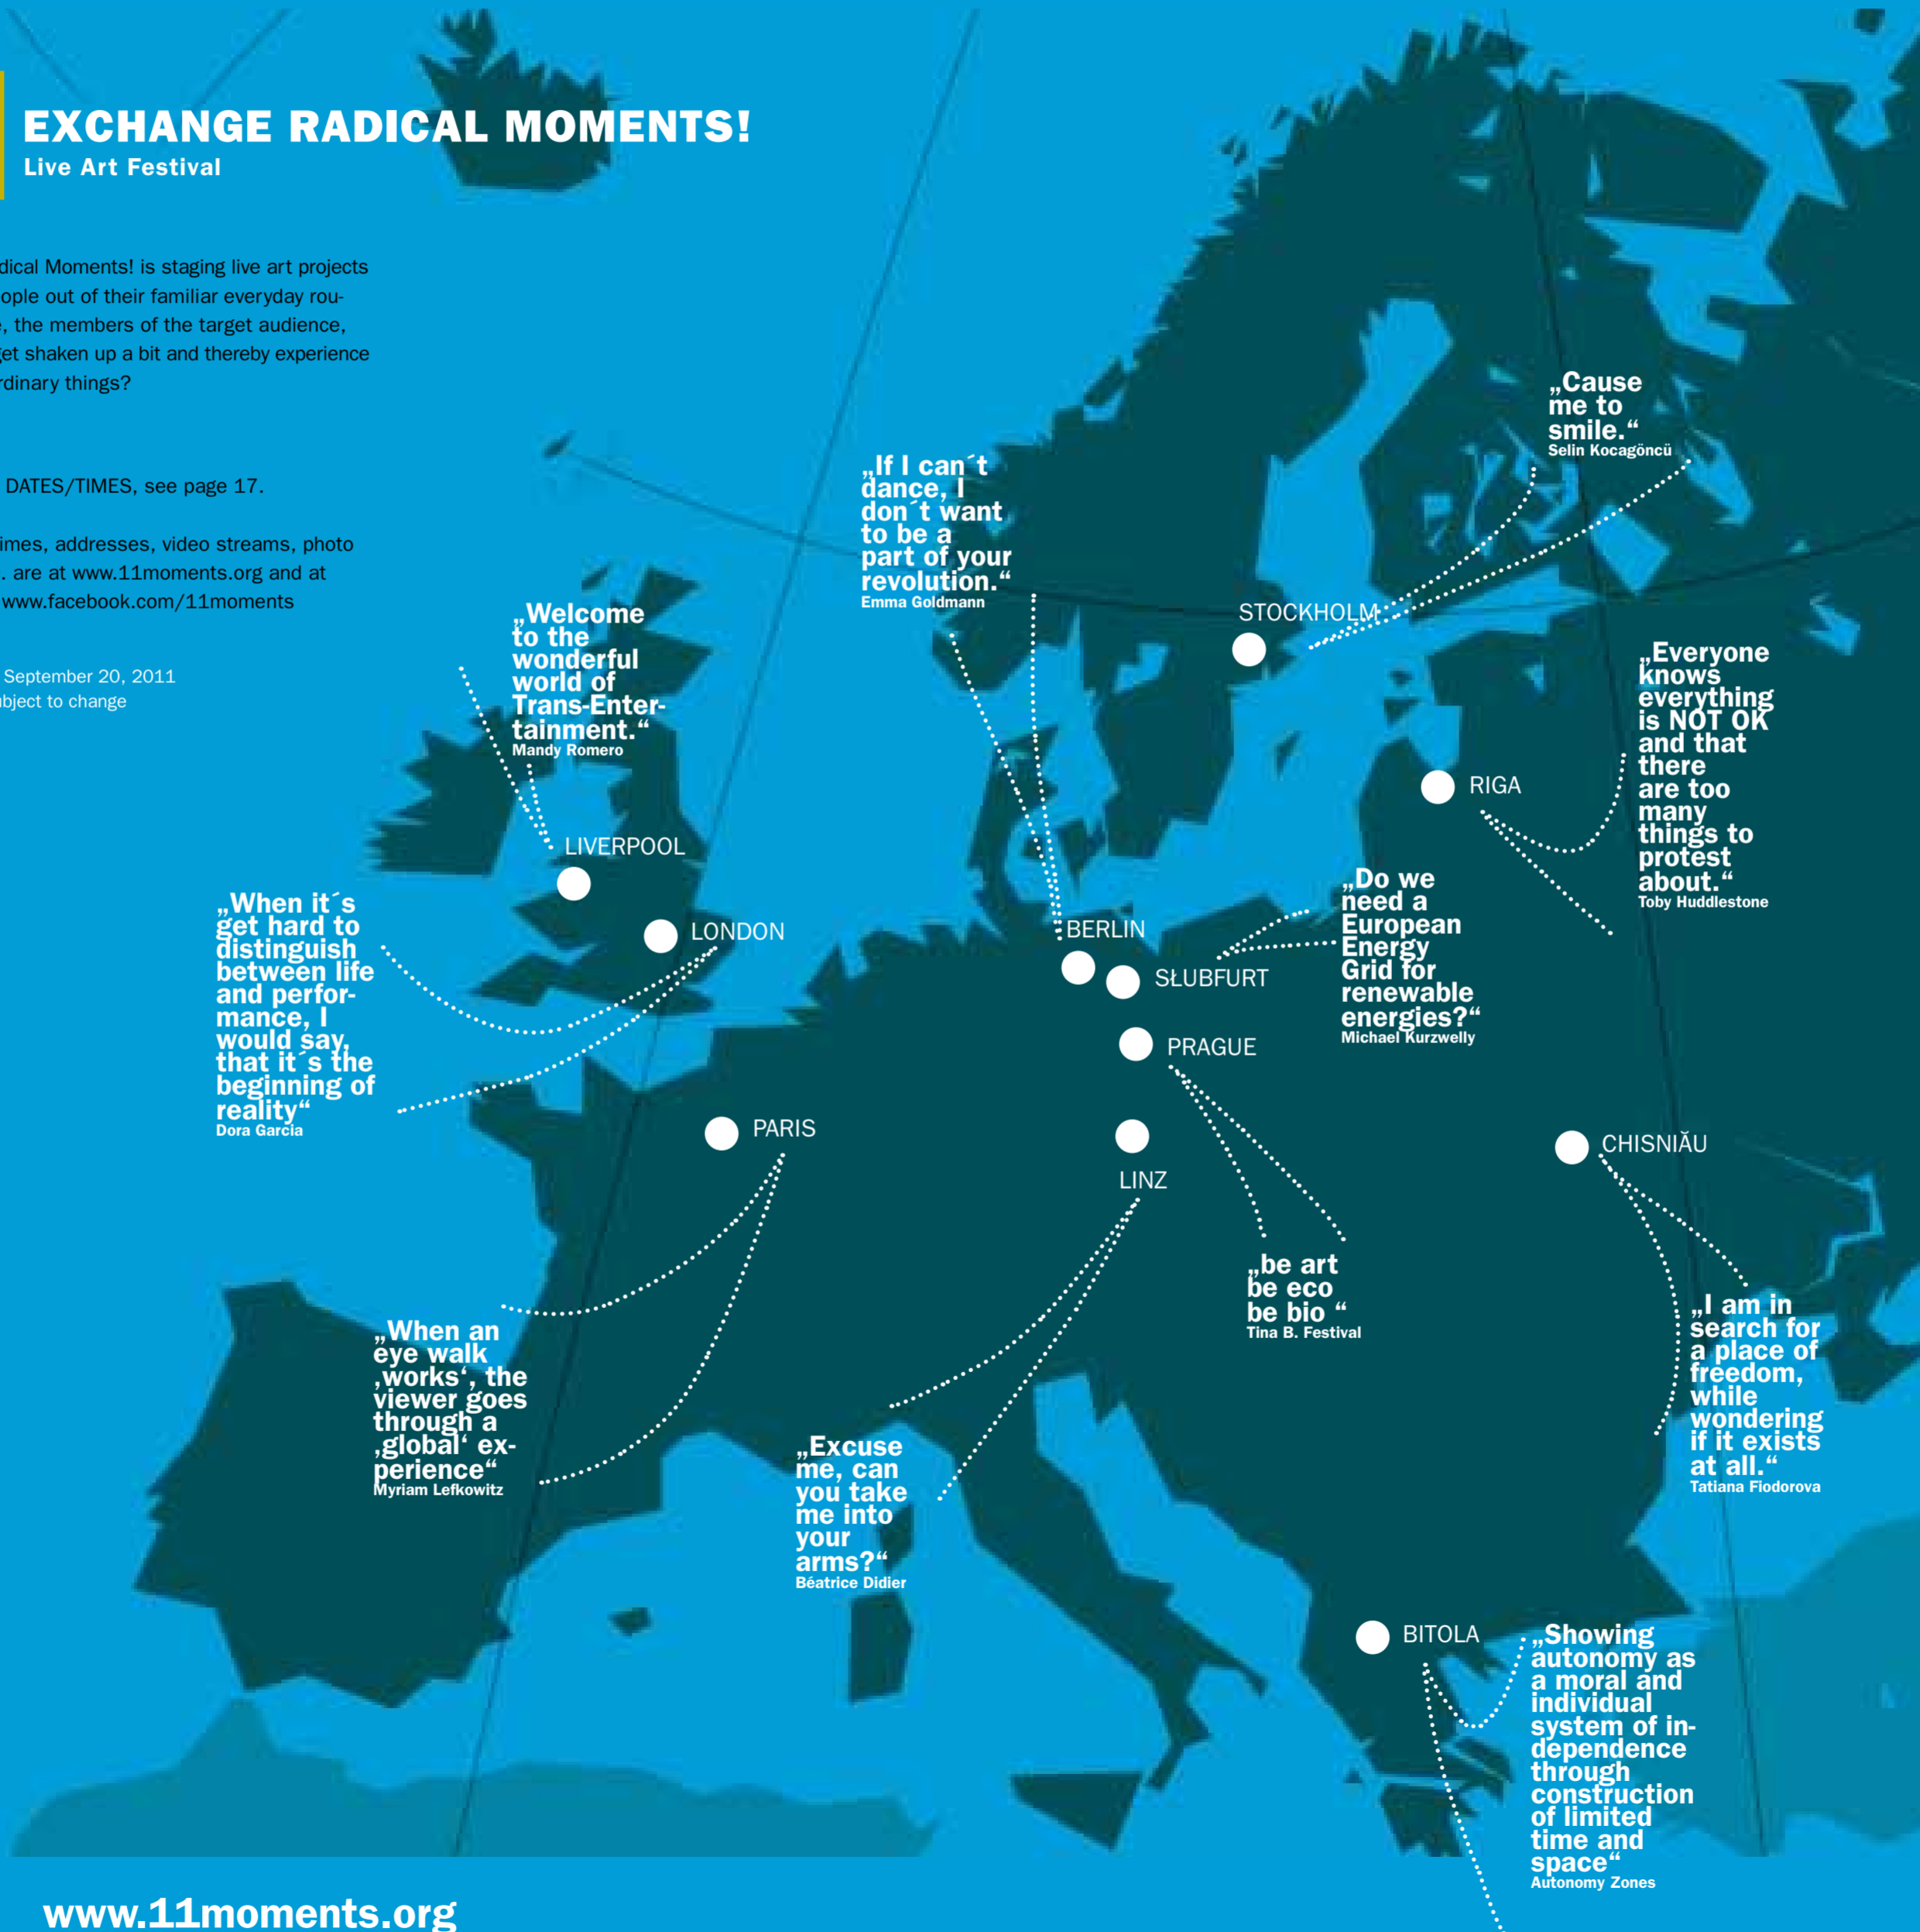 EXCHANGE RADICAL MOMENTS!
Live Art Festival
dical Moments! is staging live art projects
ople out of their familiar everyday rou-
e, the members of the target audience,
get shaken up a bit and thereby experience
rdinary things?
DATES/TIMES, see page 17.
imes, addresses, video streams, photo
. are at www.11moments.org and at
www.facebook.com/11moments
September 20, 2011
bject to change
„Cause
me to
smile.“
Selin Kocagöncü
„If I can´t
dance, I
don´t want
to be a
part of your
revolution.“
Emma Goldmann
STOCKHOLM
„Welcome
to the
wonderful
world of
Trans-Enter-
tainment.“
Mandy Romero
„Everyone
knows
everything
is NOT OK
and that
there
are too
many
things to
protest
about.“
Toby Huddlestone
RIGA
LIVERPOOL
„When it´s
get hard to
distinguish
between life
and perfor-
mance, I
would say,
that it´s the
beginning of
reality“
Dora Garcia
LONDON
BERLIN
SŁUBFURT
„Do we
need a
European
Energy
Grid for
renewable
energies?“
Michael Kurzwelly
PRAGUE
PARIS
LINZ
CHISNIĂU
„be art
be eco
be bio “
Tina B. Festival
„I am in
search for
a place of
freedom,
while
wondering
if it exists
at all.“
Tatiana Fiodorova
„When an
eye walk
‚works‘, the
viewer goes
through a
‚global‘ ex-
perience“
Myriam Lefkowitz
„Excuse
me, can
you take
me into
your
arms?“
Béatrice Didier
BITOLA
„Showing
autonomy as
a moral and
individual
system of in-
dependence
through
construction
of limited
time and
space“
Autonomy Zones
www.11moments.org